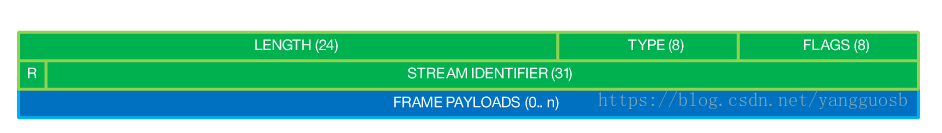 LENGTH (24) TYPE (8) FLAGS (8)
R STREAM IDENTIFIER (31)
FRAME PAYLOADS (0.. n) https://blog.csdn.net/yangguosb